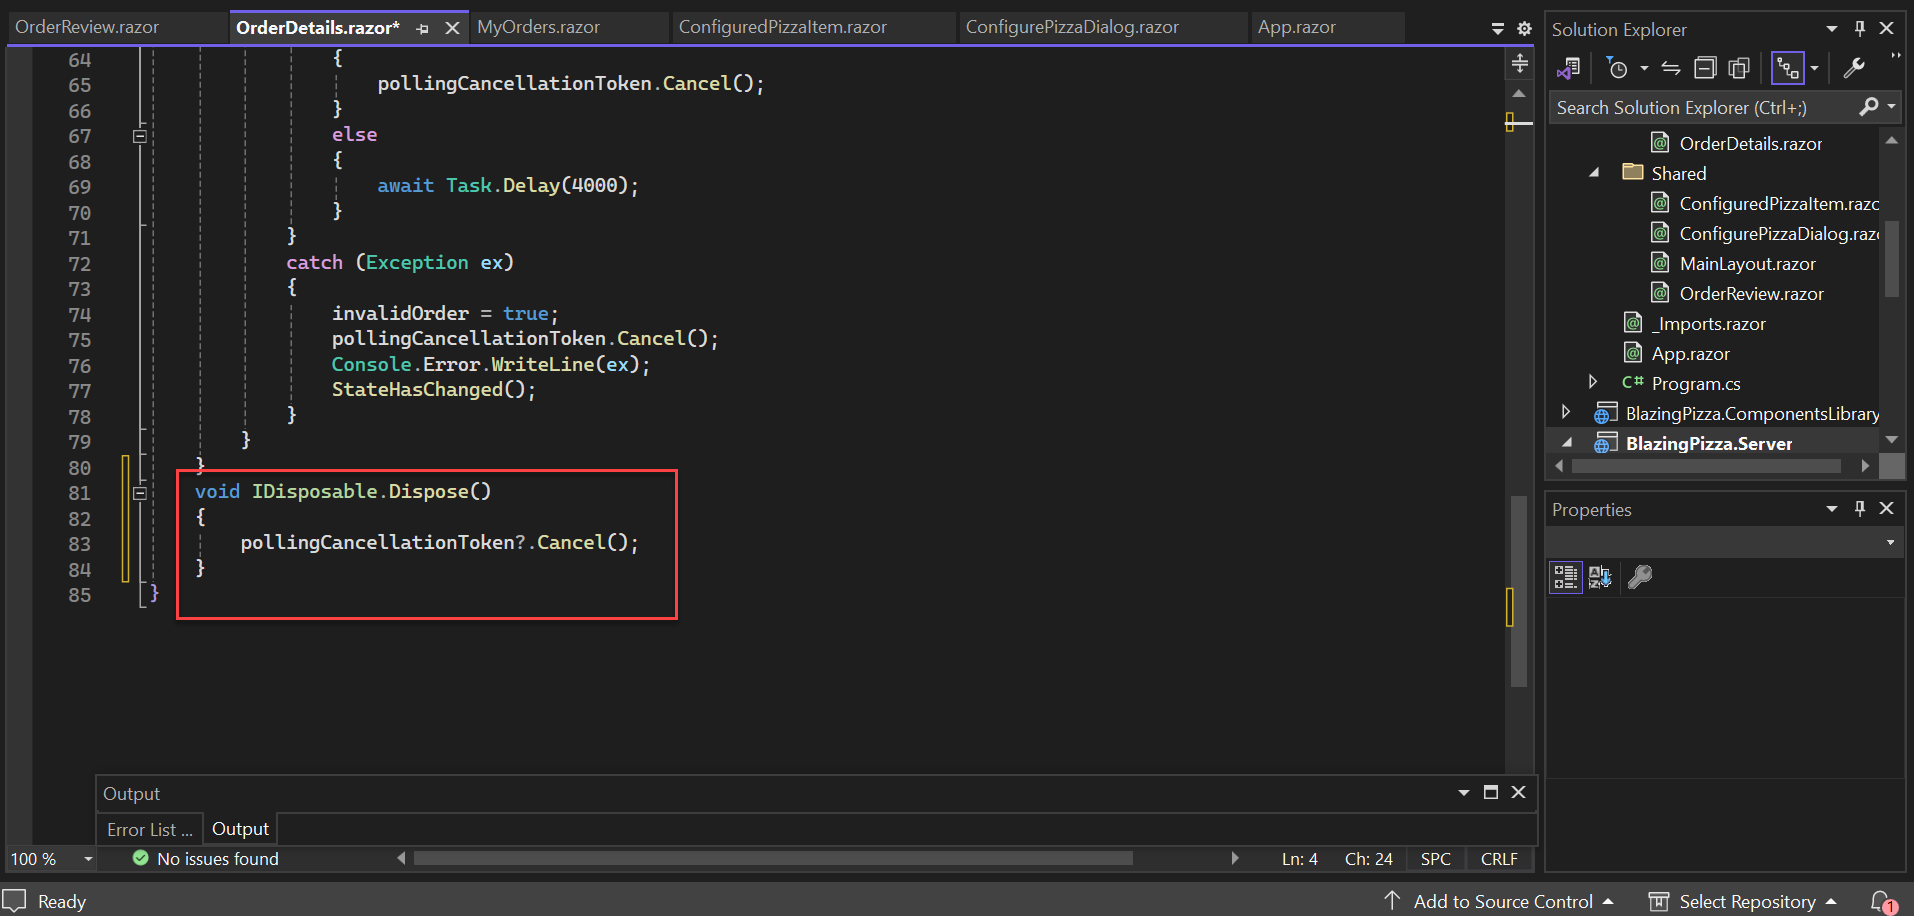 OrderReview.razor
OrderDetails.razor*
MyOrders.razor
ConfiguredPizzaItem.razor
ConfigurePizzaDialog.razor
App.razor
64 {
65 pollingCancellationToken.Cancel();
66 }
67 else
68 {
69 await Task.Delay(4000);
70 }
71 }
72 catch (Exception ex)
73 {
74 invalidOrder = true;
75 pollingCancellationToken.Cancel();
76 Console.Error.WriteLine(ex);
77 StateHasChanged();
78 }
79 }
80 }
81 void IDisposable.Dispose()
82 {
83 pollingCancellationToken?.Cancel();
84 }
85 }
Output
Error List ...
Output
100 %
No issues found
Ln: 4
Ch: 24
SPC
CRLF
Solution Explorer
Search Solution Explorer (Ctrl+;)
OrderDetails.razor
Shared
ConfiguredPizzaItem.razo
ConfigurePizzaDialog.raz
MainLayout.razor
OrderReview.razor
_Imports.razor
App.razor
C# Program.cs
BlazingPizza.ComponentsLibrary
BlazingPizza.Server
Properties
Ready
Add to Source Control
Select Repository
1